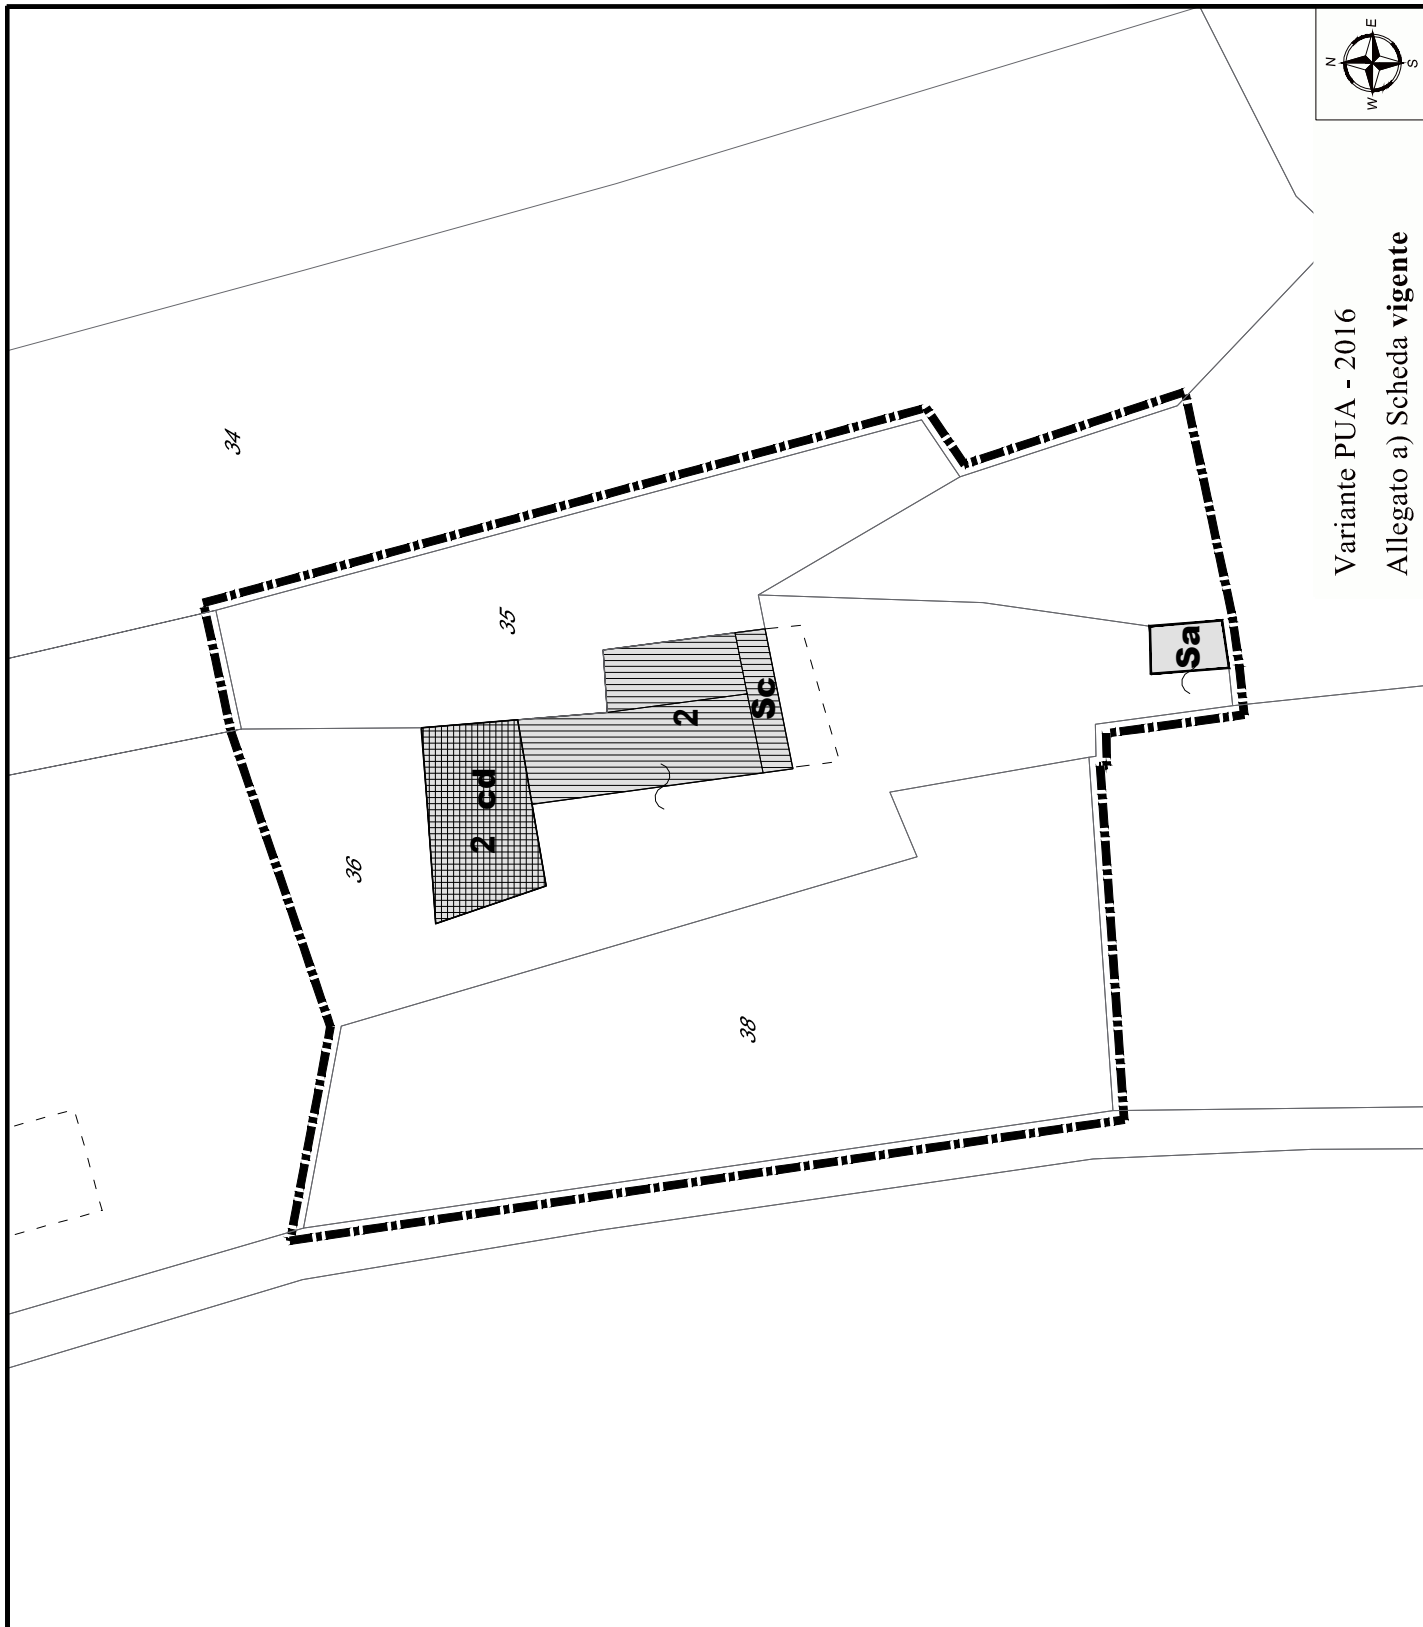 34
35
36
38
2 cd
2
Sc
Sa
N
E
S
W
Variante PUA - 2016
Allegato a) Scheda vigente